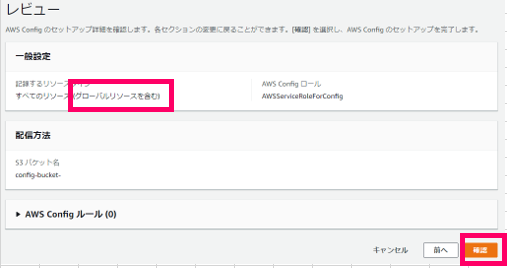 レビュー
AWS Config のセットアップ詳細を確認します。各セクションの変更に戻ることができます。[確認] を選択し、AWS Config のセットアップを完了します。
一般設定
記録するリソースタイプ
すべてのリソース (グローバルリソースを含む)
AWS Config ロール
AWSServiceRoleForConfig
配信方法
S3 バケット名
config-bucket-
▶ AWS Config ルール (0)
キャンセル
前へ
確認